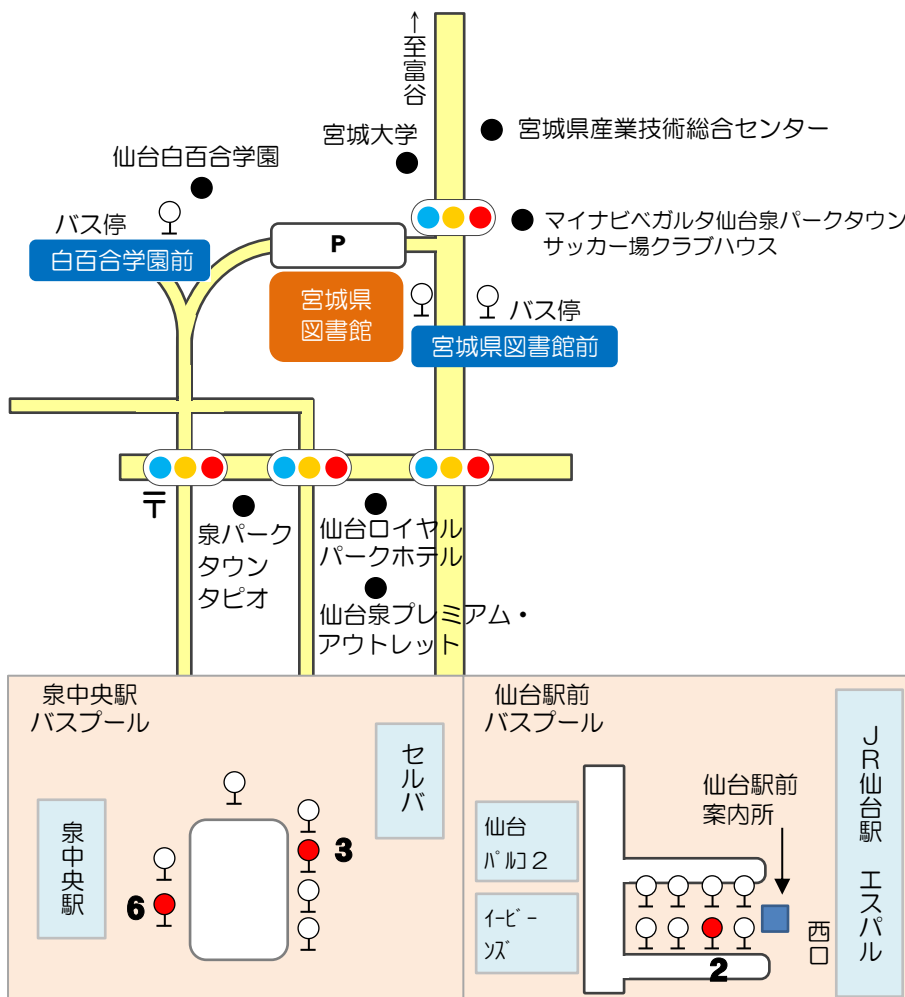 ↑至富谷
宮城大学
宮城県産業技術総合センター
仙台白百合学園
バス停
白百合学園前
P
マイナビベガルタ仙台泉パークタウン
サッカー場クラブハウス
宮城県
図書館
バス停
宮城県図書館前
〒
泉パーク
タウン
タピオ
仙台ロイヤル
パークホテル
仙台泉プレミアム・
アウトレット
泉中央駅
バスプール
セルバ
泉中央駅
3
6
仙台駅前
バスプール
JR仙台駅 エスパル
仙台駅前
案内所
仙台
パルコ2
イービー
ンズ
西口
2